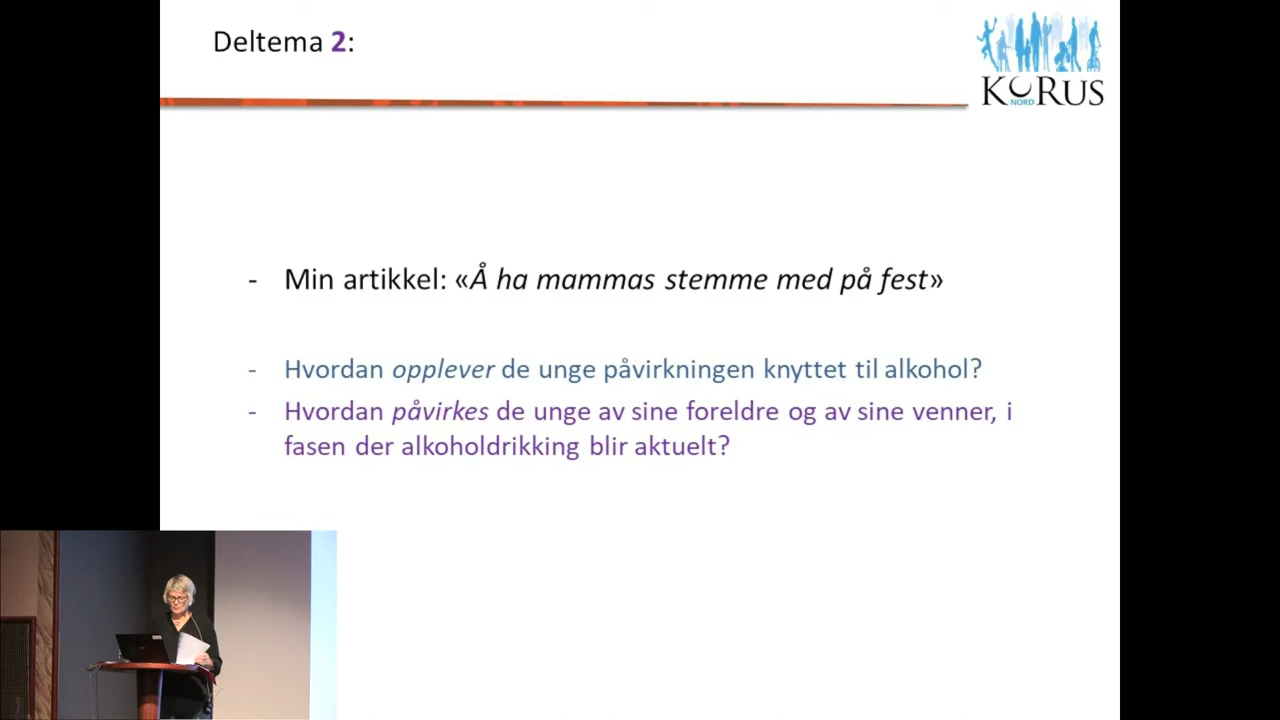 Deltema 2:
KoRUS
NORD
- Min artikkel: «Å ha mammas stemme med på fest»
- Hvordan opplever de unge påvirkningen knyttet til alkohol?
- Hvordan påvirkes de unge av sine foreldre og av sine venner, i
fasen der alkoholdrikking blir aktuelt?